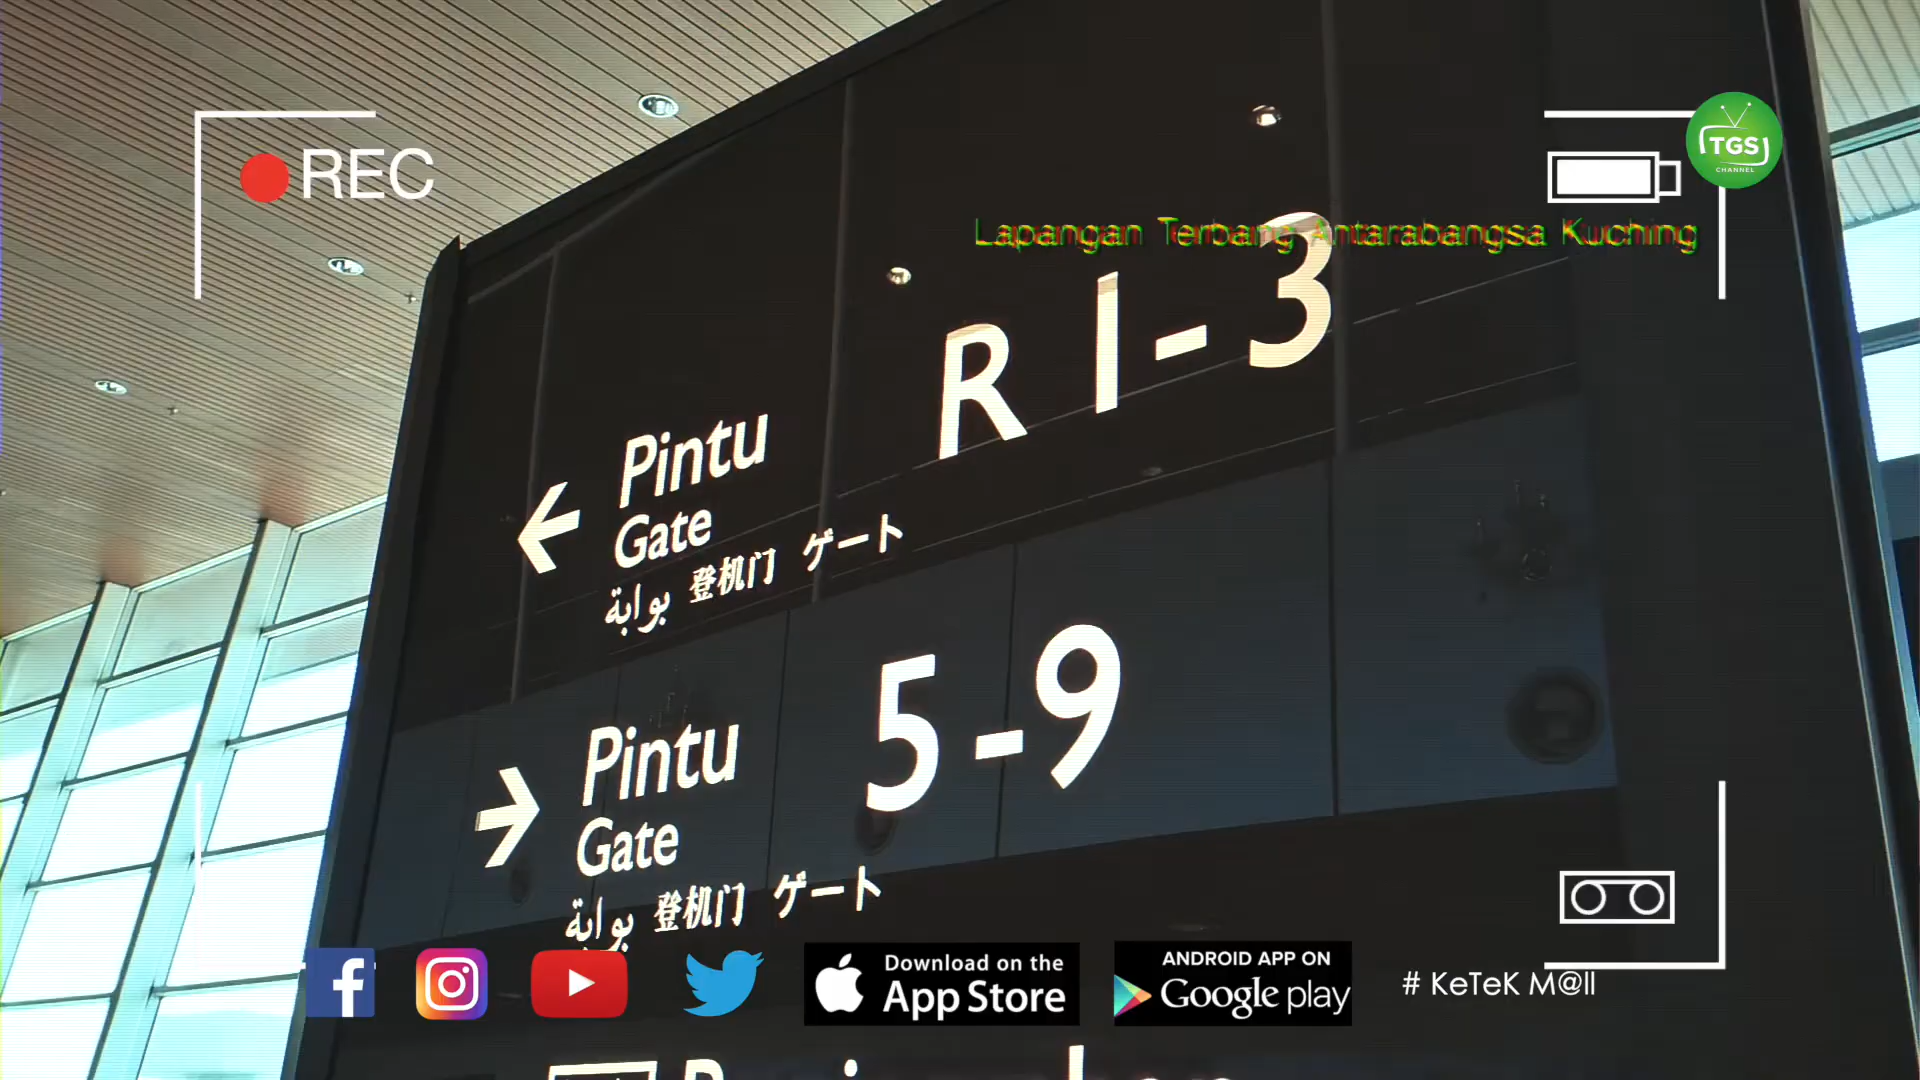 REC
TGS
CHANNEL
Lapangan Terbang Antarabangsa Kuching
R 1-3
Pintu
Gate
بوابة 登机门 ゲート
5-9
Pintu
Gate
بوابة 登机门 ゲート
Download on the
App Store
ANDROID APP ON
Google play
# KeTeK M@ll